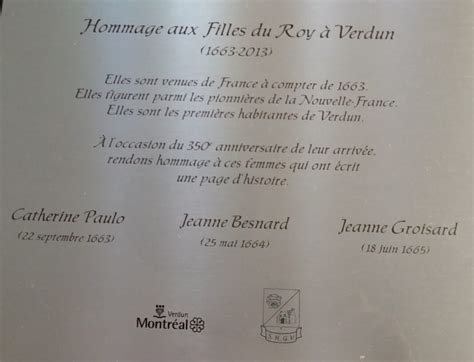 Hommage aux Filles du Roy à Verdun
(1663-2013)
Elles sont venues de France à compter de 1663.
Elles figurent parmi les pionnières de la Nouvelle-France.
Elles sont les premières habitantes de Verdun.
À l'occasion du 350e anniversaire de leur arrivée,
rendons hommage à ces femmes qui ont écrit
une page d'histoire.
Catherine Paulo Jeanne Besnard Jeanne Groisard
(22 septembre 1663) (25 mai 1664) (18 juin 1665)
Verdun
Montréal
S.H.G.V.